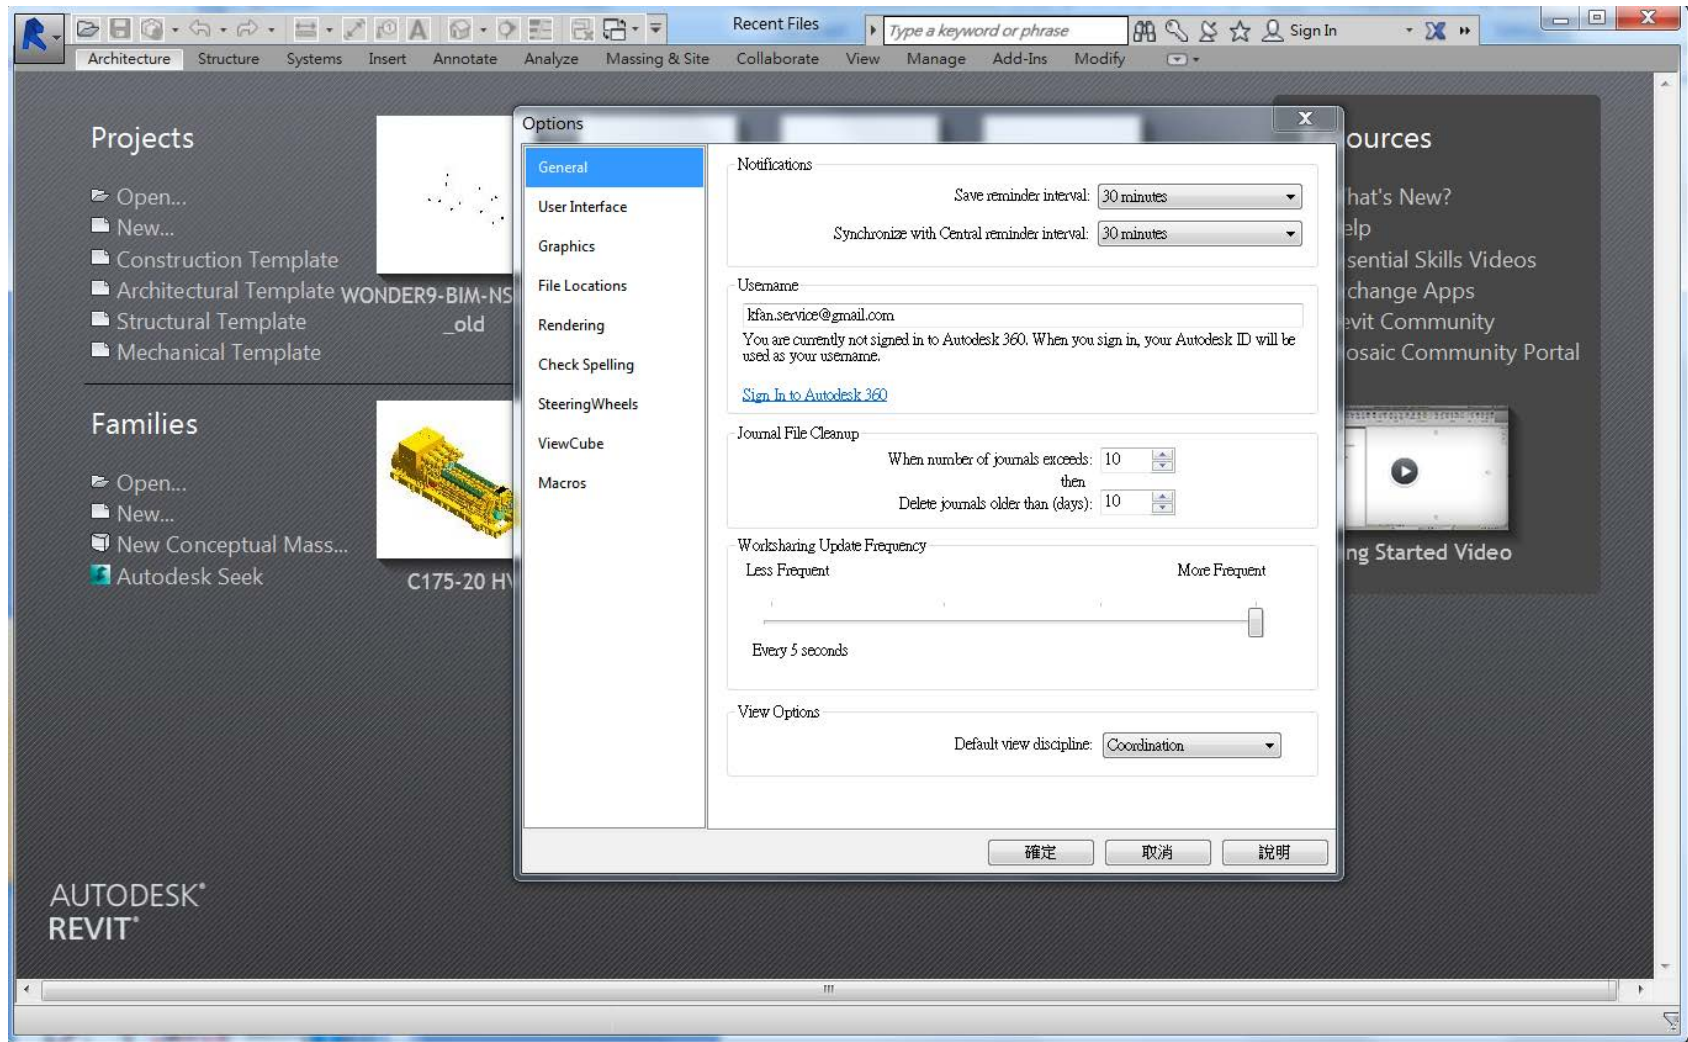 Recent Files
Type a keyword or phrase
Sign In
Architecture Structure Systems Insert Annotate Analyze Massing & Site Collaborate View Manage Add-Ins Modify
Projects
Open...
New...
Construction Template
Architectural Template
Structural Template
Mechanical Template
WONDER9-BIM-NS
_old
Families
Open...
New...
New Conceptual Mass...
Autodesk Seek
C175-20 H
AUTODESK®
REVIT®
Options
General
User Interface
Graphics
File Locations
Rendering
Check Spelling
SteeringWheels
ViewCube
Macros
Notifications
Save reminder interval: 30 minutes
Synchronize with Central reminder interval: 30 minutes
Username
kfan.service@gmail.com
You are currently not signed in to Autodesk 360. When you sign in, your Autodesk ID will be
used as your username.
Sign In to Autodesk 360
Journal File Cleanup
When number of journals exceeds: 10
then
Delete journals older than (days): 10
Worksharing Update Frequency
Less Frequent More Frequent
Every 5 seconds
View Options
Default view discipline: Coordination
確定 取消 說明
ources
hat's New?
elp
sential Skills Videos
change Apps
evit Community
osaic Community Portal
ng Started Video